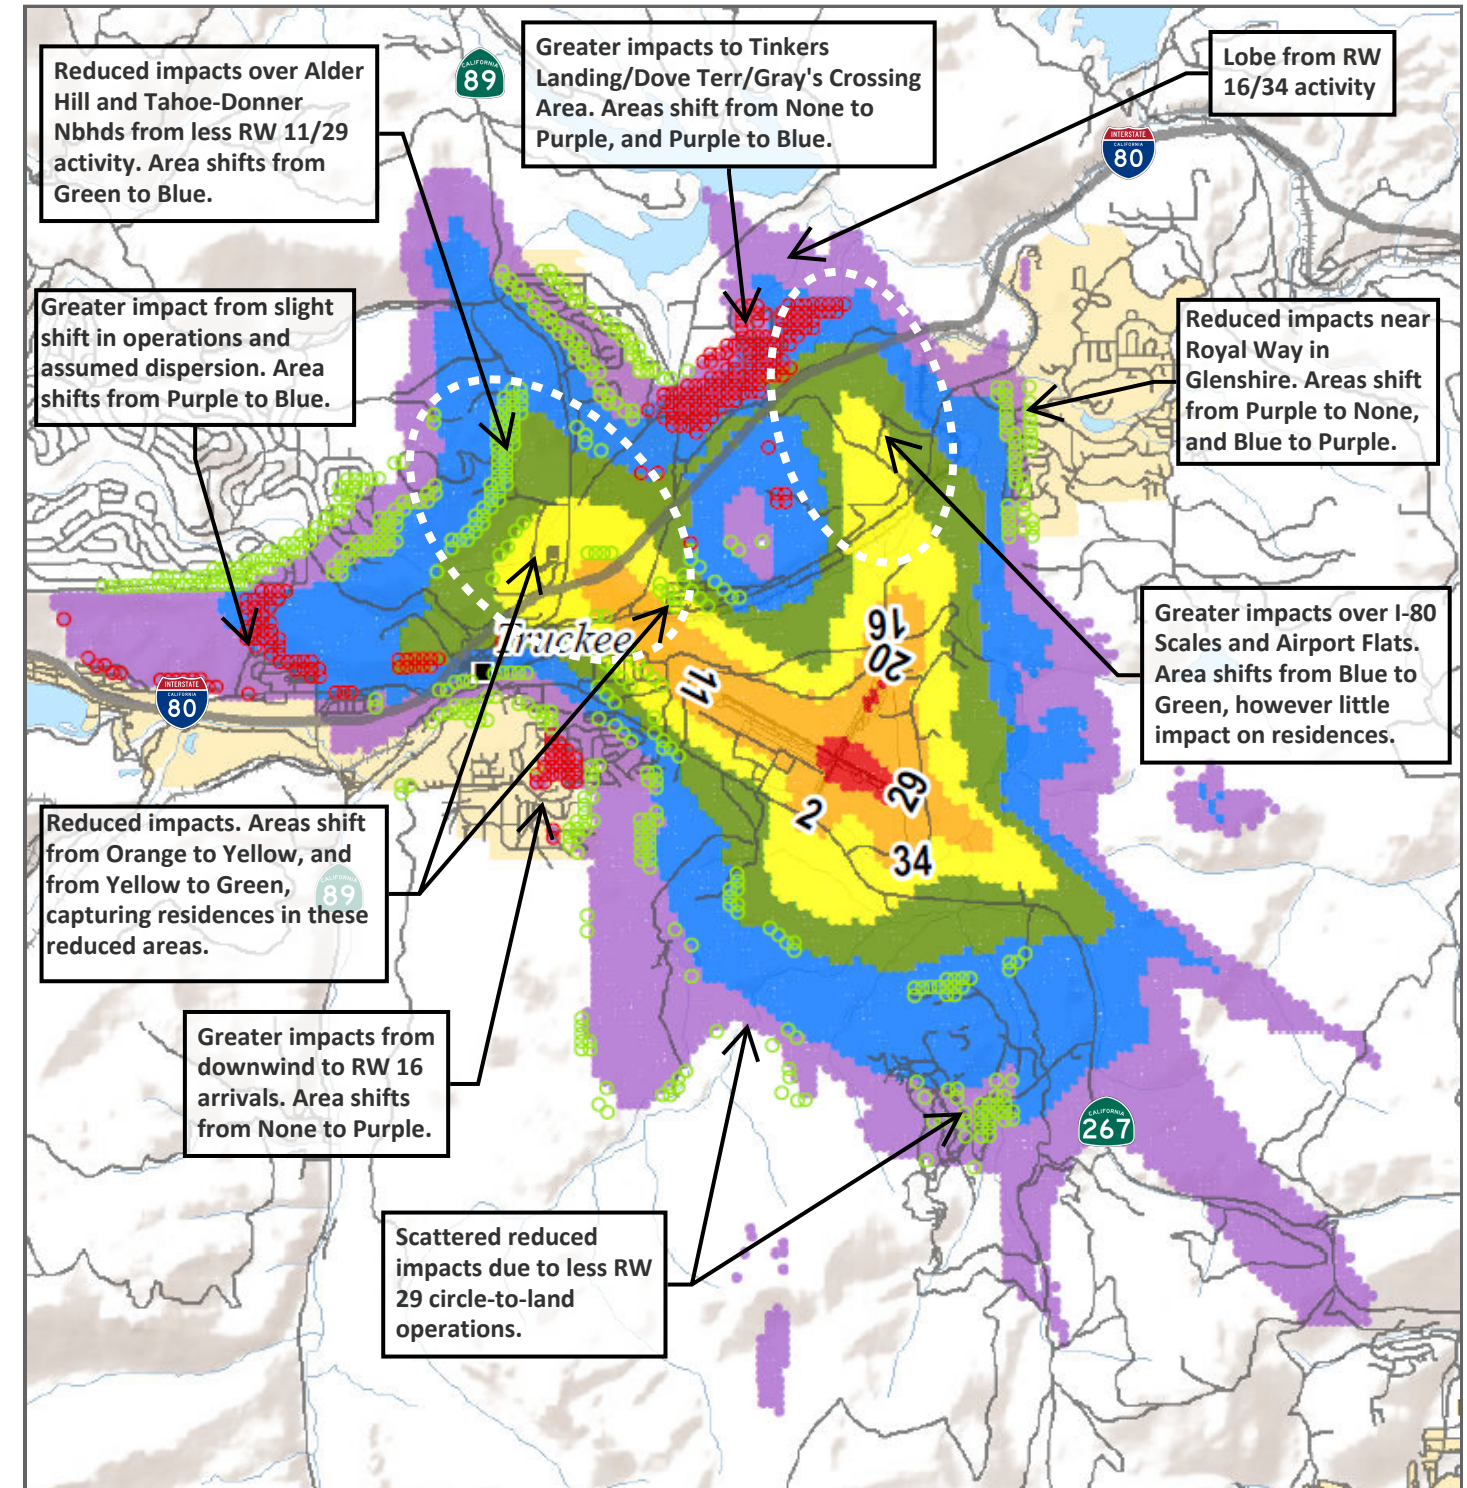 Reduced impacts over Alder
Hill and Tahoe-Donner
Nbhds from less RW 11/29
activity. Area shifts from
Green to Blue.
CALIFORNIA
89
Greater impacts to Tinkers
Landing/Dove Terr/Gray's Crossing
Area. Areas shift from None to
Purple, and Purple to Blue.
Lobe from RW
16/34 activity
INTERSTATE
CALIFORNIA
80
Greater impact from slight
shift in operations and
assumed dispersion. Area
shifts from Purple to Blue.
Reduced impacts near
Royal Way in
Glenshire. Areas shift
from Purple to None,
and Blue to Purple.
Greater impacts over I-80
Scales and Airport Flats.
Area shifts from Blue to
Green, however little
impact on residences.
Truckee
16
20
11
29
2
34
INTERSTATE
CALIFORNIA
80
Reduced impacts. Areas shift
from Orange to Yellow, and
from Yellow to Green,
capturing residences in these
reduced areas.
CALIFORNIA
89
Greater impacts from
downwind to RW 16
arrivals. Area shifts
from None to Purple.
CALIFORNIA
267
Scattered reduced
impacts due to less RW
29 circle-to-land
operations.